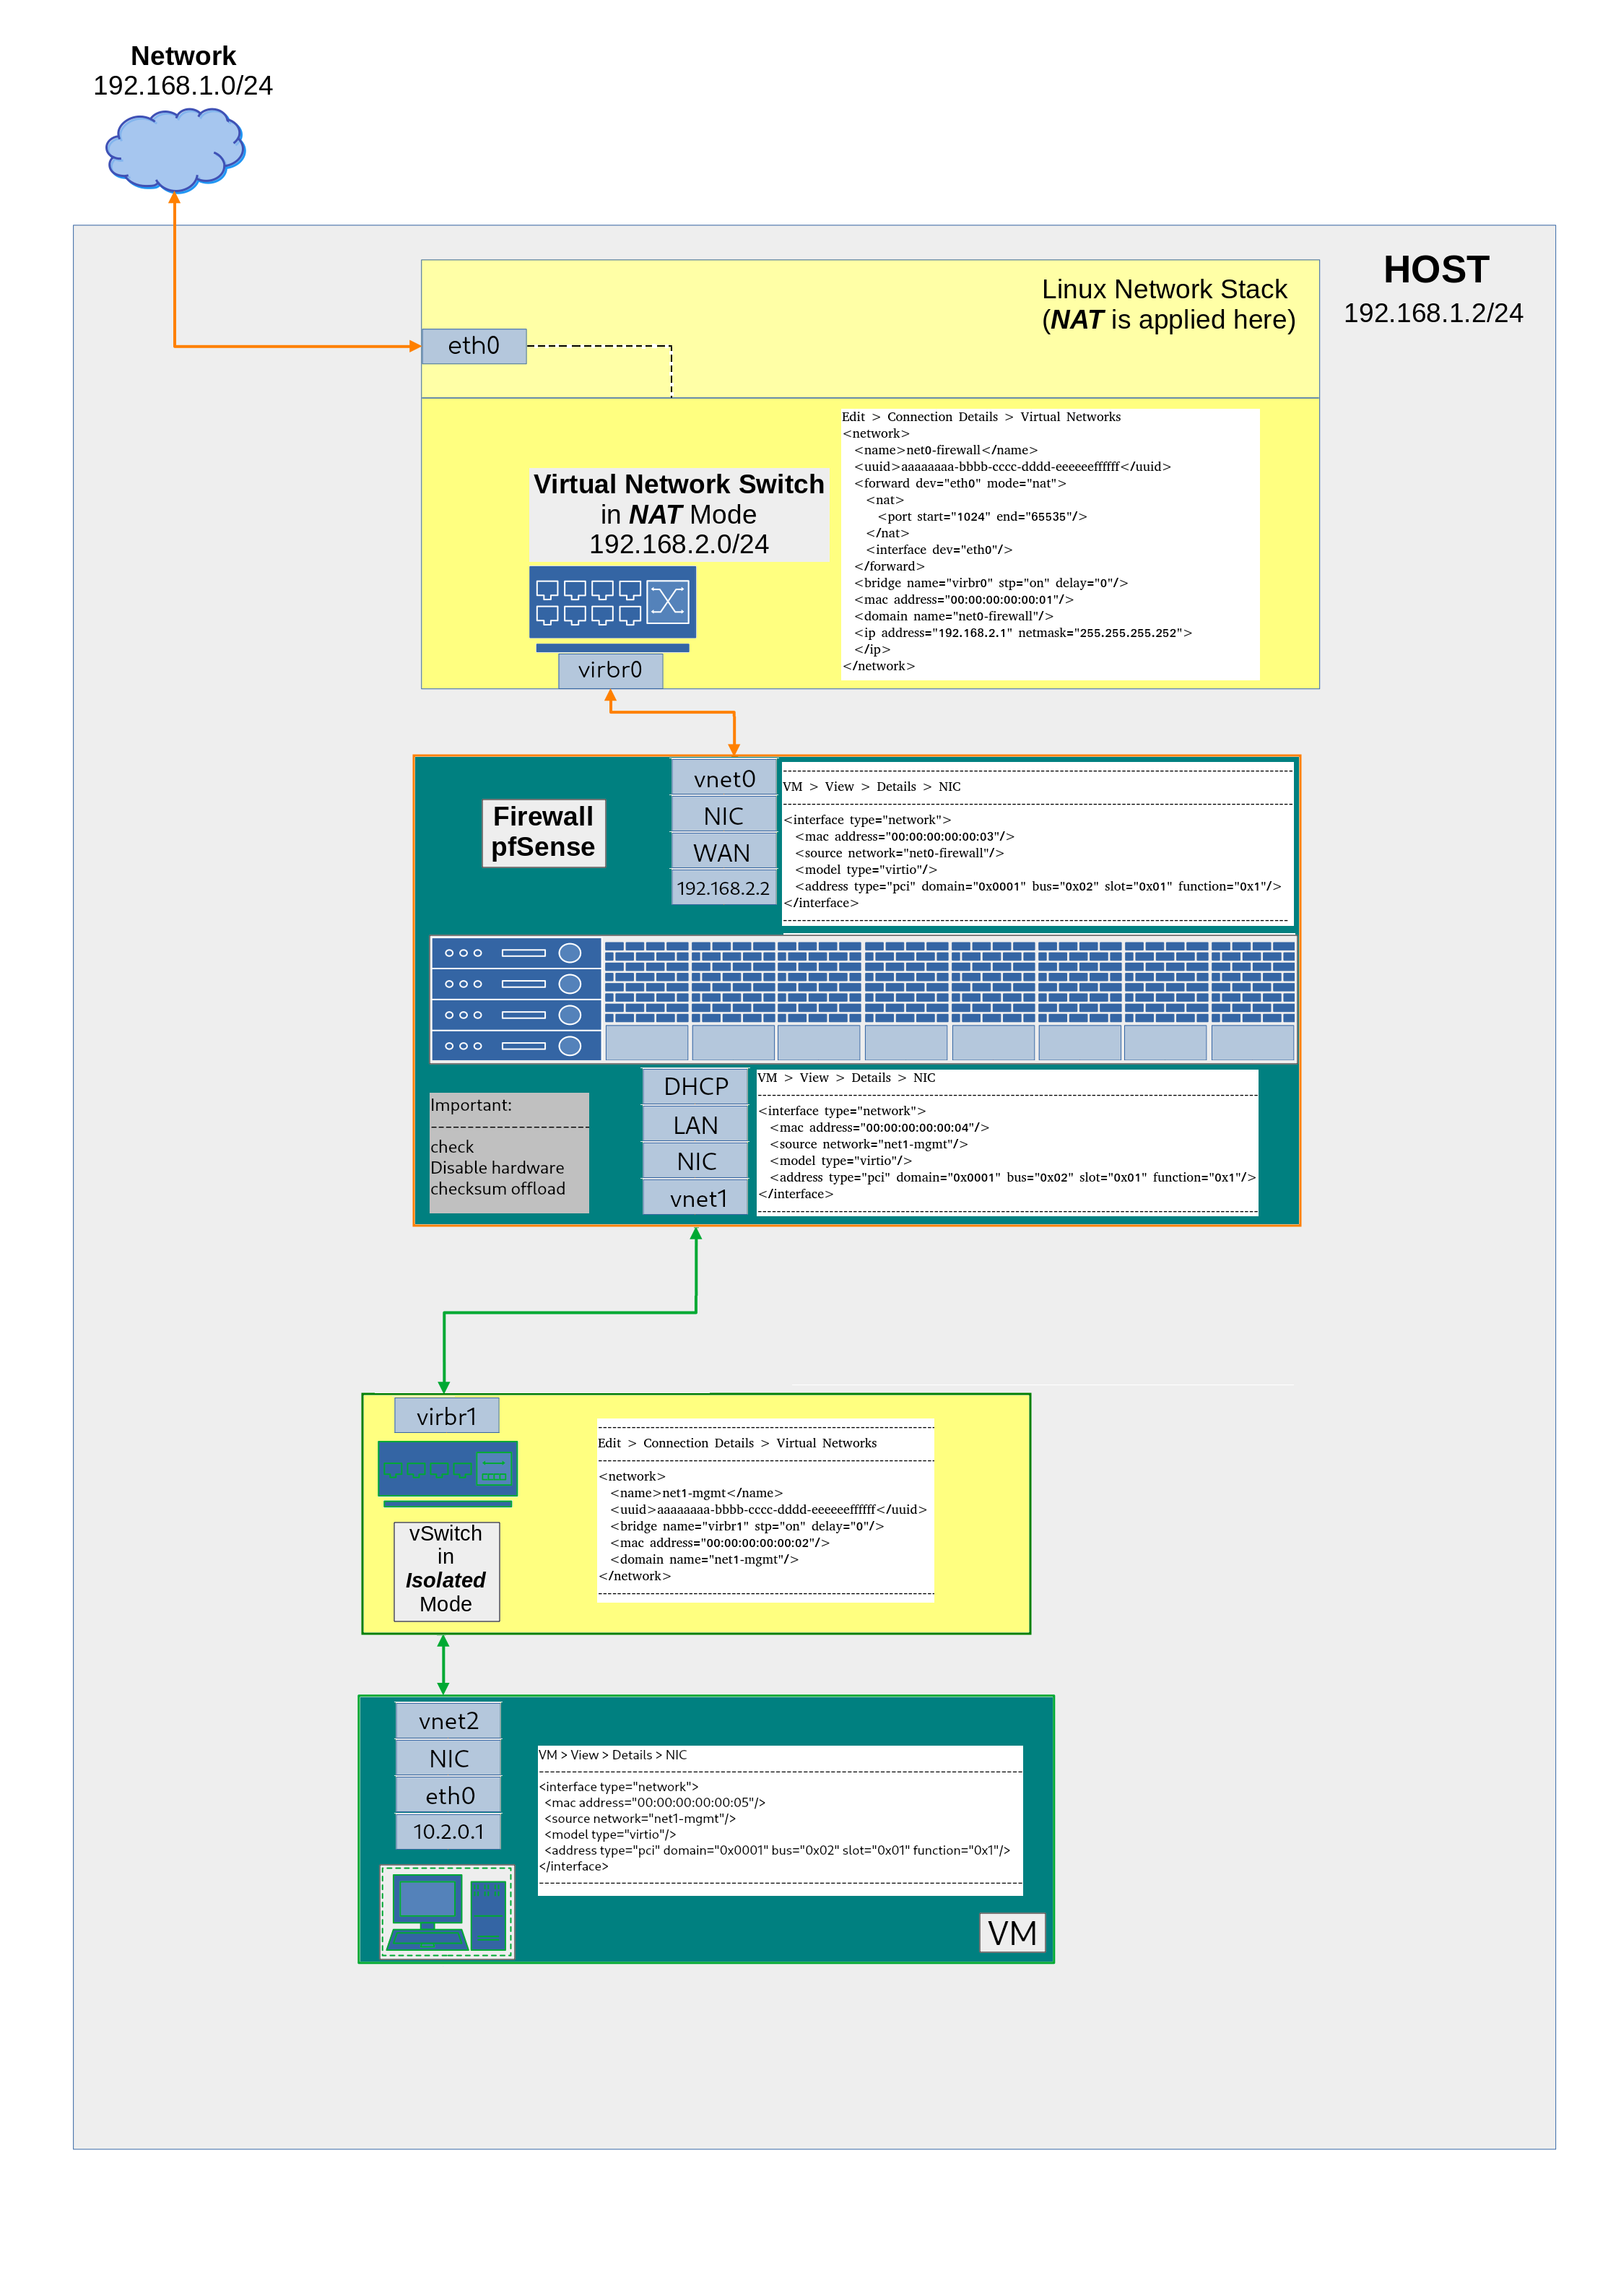 Network
192.168.1.0/24
HOST
192.168.1.2/24
Linux Network Stack
(NAT is applied here)
eth0
Edit > Connection Details > Virtual Networks
<network>
<name>net0-firewall</name>
<uuid>aaaaaaaa-bbbb-cccc-dddd-eeeeeeffffff</uuid>
<forward dev="eth0" mode="nat">
<nat>
<port start="1024" end="65535"/>
</nat>
<interface dev="eth0"/>
</forward>
<bridge name="virbr0" stp="on" delay="0"/>
<mac address="00:00:00:00:00:01"/>
<domain name="net0-firewall"/>
<ip address="192.168.2.1" netmask="255.255.255.252">
</ip>
</network>
Virtual Network Switch
in NAT Mode
192.168.2.0/24
virbr0
Firewall
pfSense
vnet0
NIC
WAN
192.168.2.2
VM > View > Details > NIC
<interface type="network">
<mac address="00:00:00:00:00:03"/>
<source network="net0-firewall"/>
<model type="virtio"/>
<address type="pci" domain="0x0001" bus="0x02" slot="0x01" function="0x1"/>
</interface>
Important:
check
Disable hardware
checksum offload
DHCP
LAN
NIC
vnet1
VM > View > Details > NIC
<interface type="network">
<mac address="00:00:00:00:00:04"/>
<source network="net1-mgmt"/>
<model type="virtio"/>
<address type="pci" domain="0x0001" bus="0x02" slot="0x01" function="0x1"/>
</interface>
virbr1
vSwitch
in
Isolated
Mode
Edit > Connection Details > Virtual Networks
<network>
<name>net1-mgmt</name>
<uuid>aaaaaaaa-bbbb-cccc-dddd-eeeeeeffffff</uuid>
<bridge name="virbr1" stp="on" delay="0"/>
<mac address="00:00:00:00:00:02"/>
<domain name="net1-mgmt"/>
</network>
vnet2
NIC
eth0
10.2.0.1
VM > View > Details > NIC
<interface type="network">
<mac address="00:00:00:00:00:05"/>
<source network="net1-mgmt"/>
<model type="virtio"/>
<address type="pci" domain="0x0001" bus="0x02" slot="0x01" function="0x1"/>
</interface>
VM